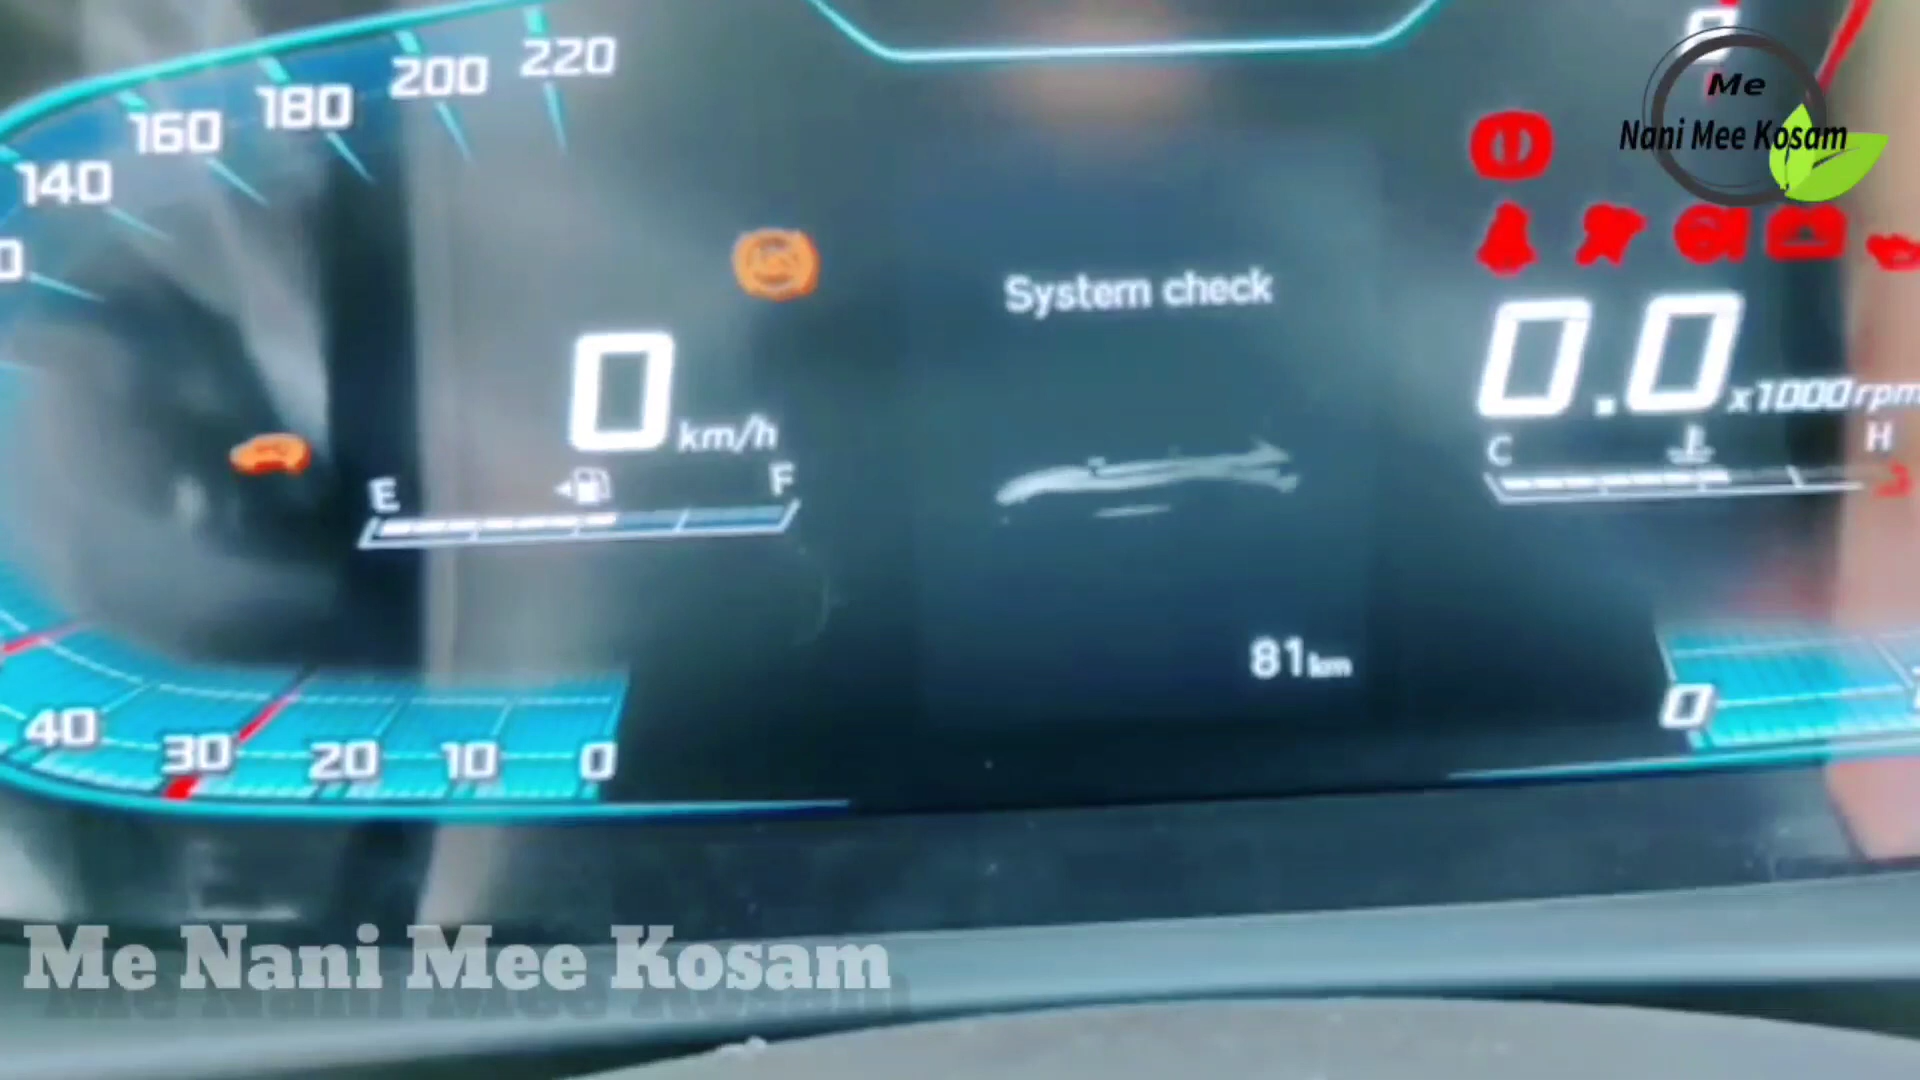 220
200
180
160
140
0
Me
Nani Mee Kosam
System check
0 km/h
0.0 x1000rpm
E F
C H
81km
40 30 20 10 0
0
Me Nani Mee Kosam